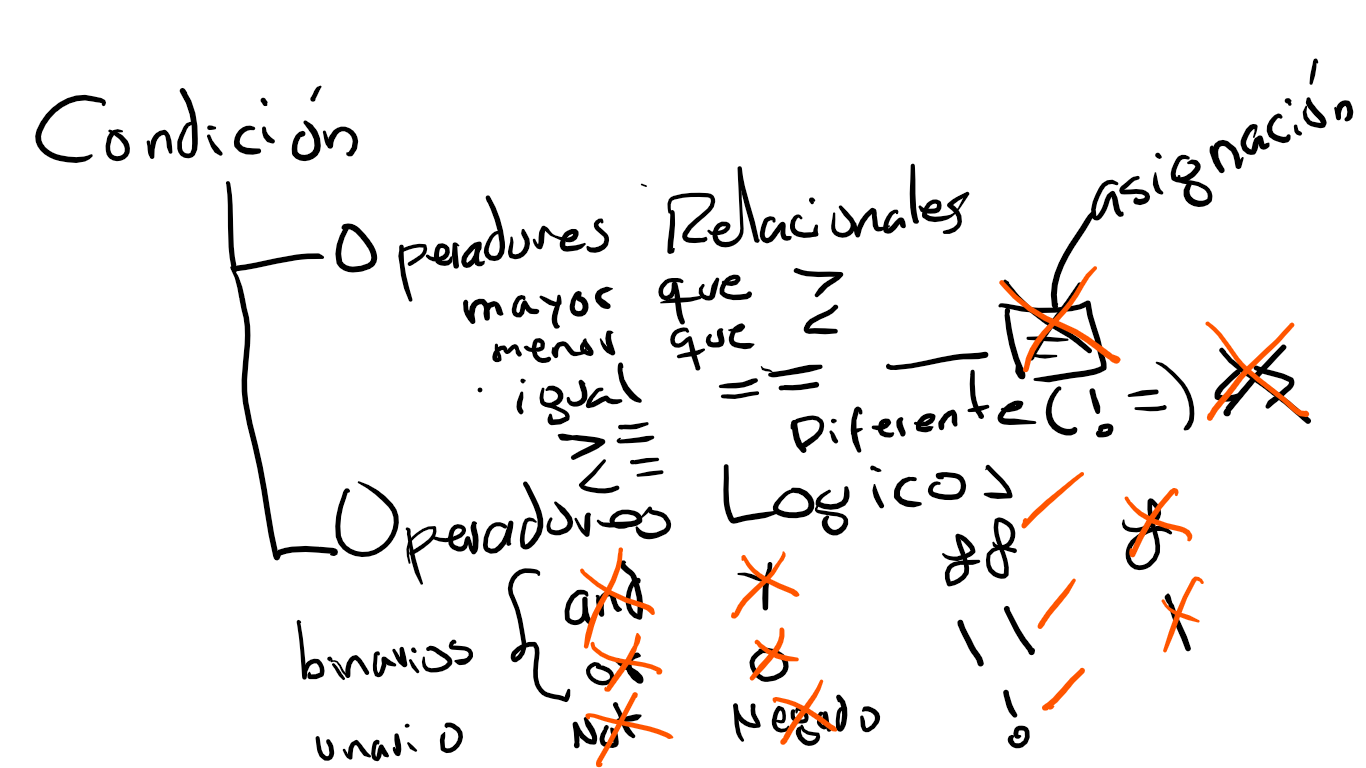 Condición
asignación
Operadores Relacionales
mayor que >
menor que <
igual == =
Diferente (!=)
>=
<=
Operadores Logicos
&& &
binarios and Y ||  |
or O
unario Not Negado !